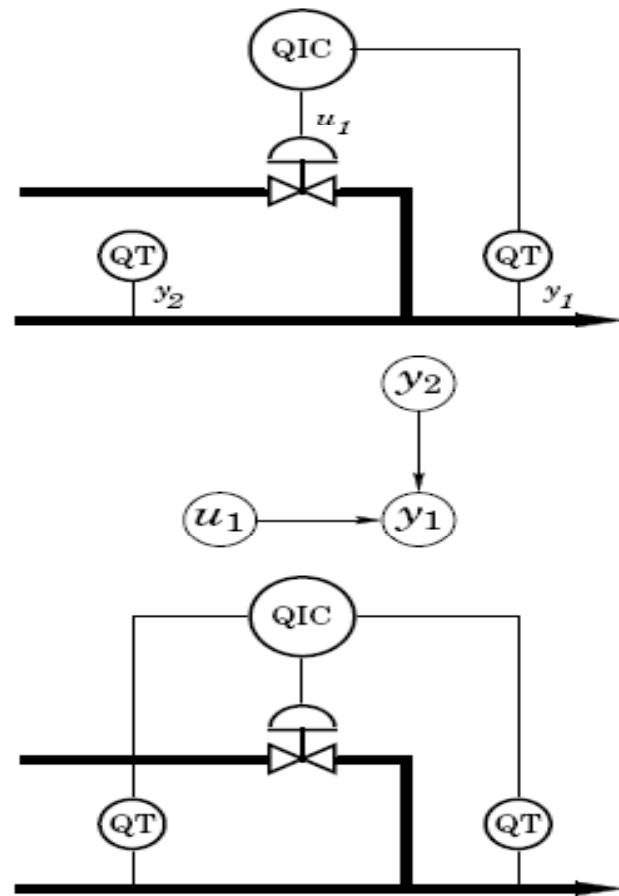 QIC
u₁
QT QT
y₂ y₁
y₂
u₁ y₁
QIC
QT QT